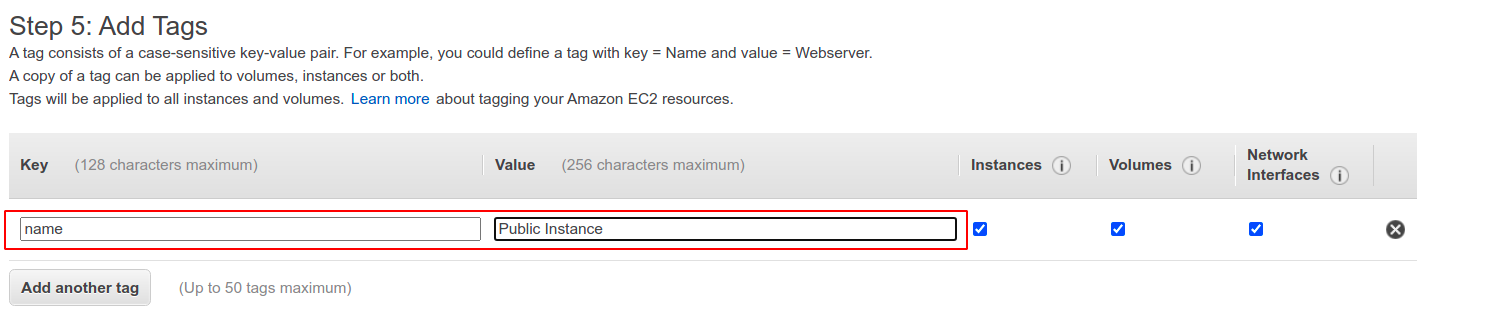 Step 5: Add Tags
A tag consists of a case-sensitive key-value pair. For example, you could define a tag with key = Name and value = Webserver.
A copy of a tag can be applied to volumes, instances or both.
Tags will be applied to all instances and volumes. Learn more about tagging your Amazon EC2 resources.
Key (128 characters maximum) Value (256 characters maximum) Instances i Volumes i Network Interfaces i
name Public Instance
Add another tag (Up to 50 tags maximum)